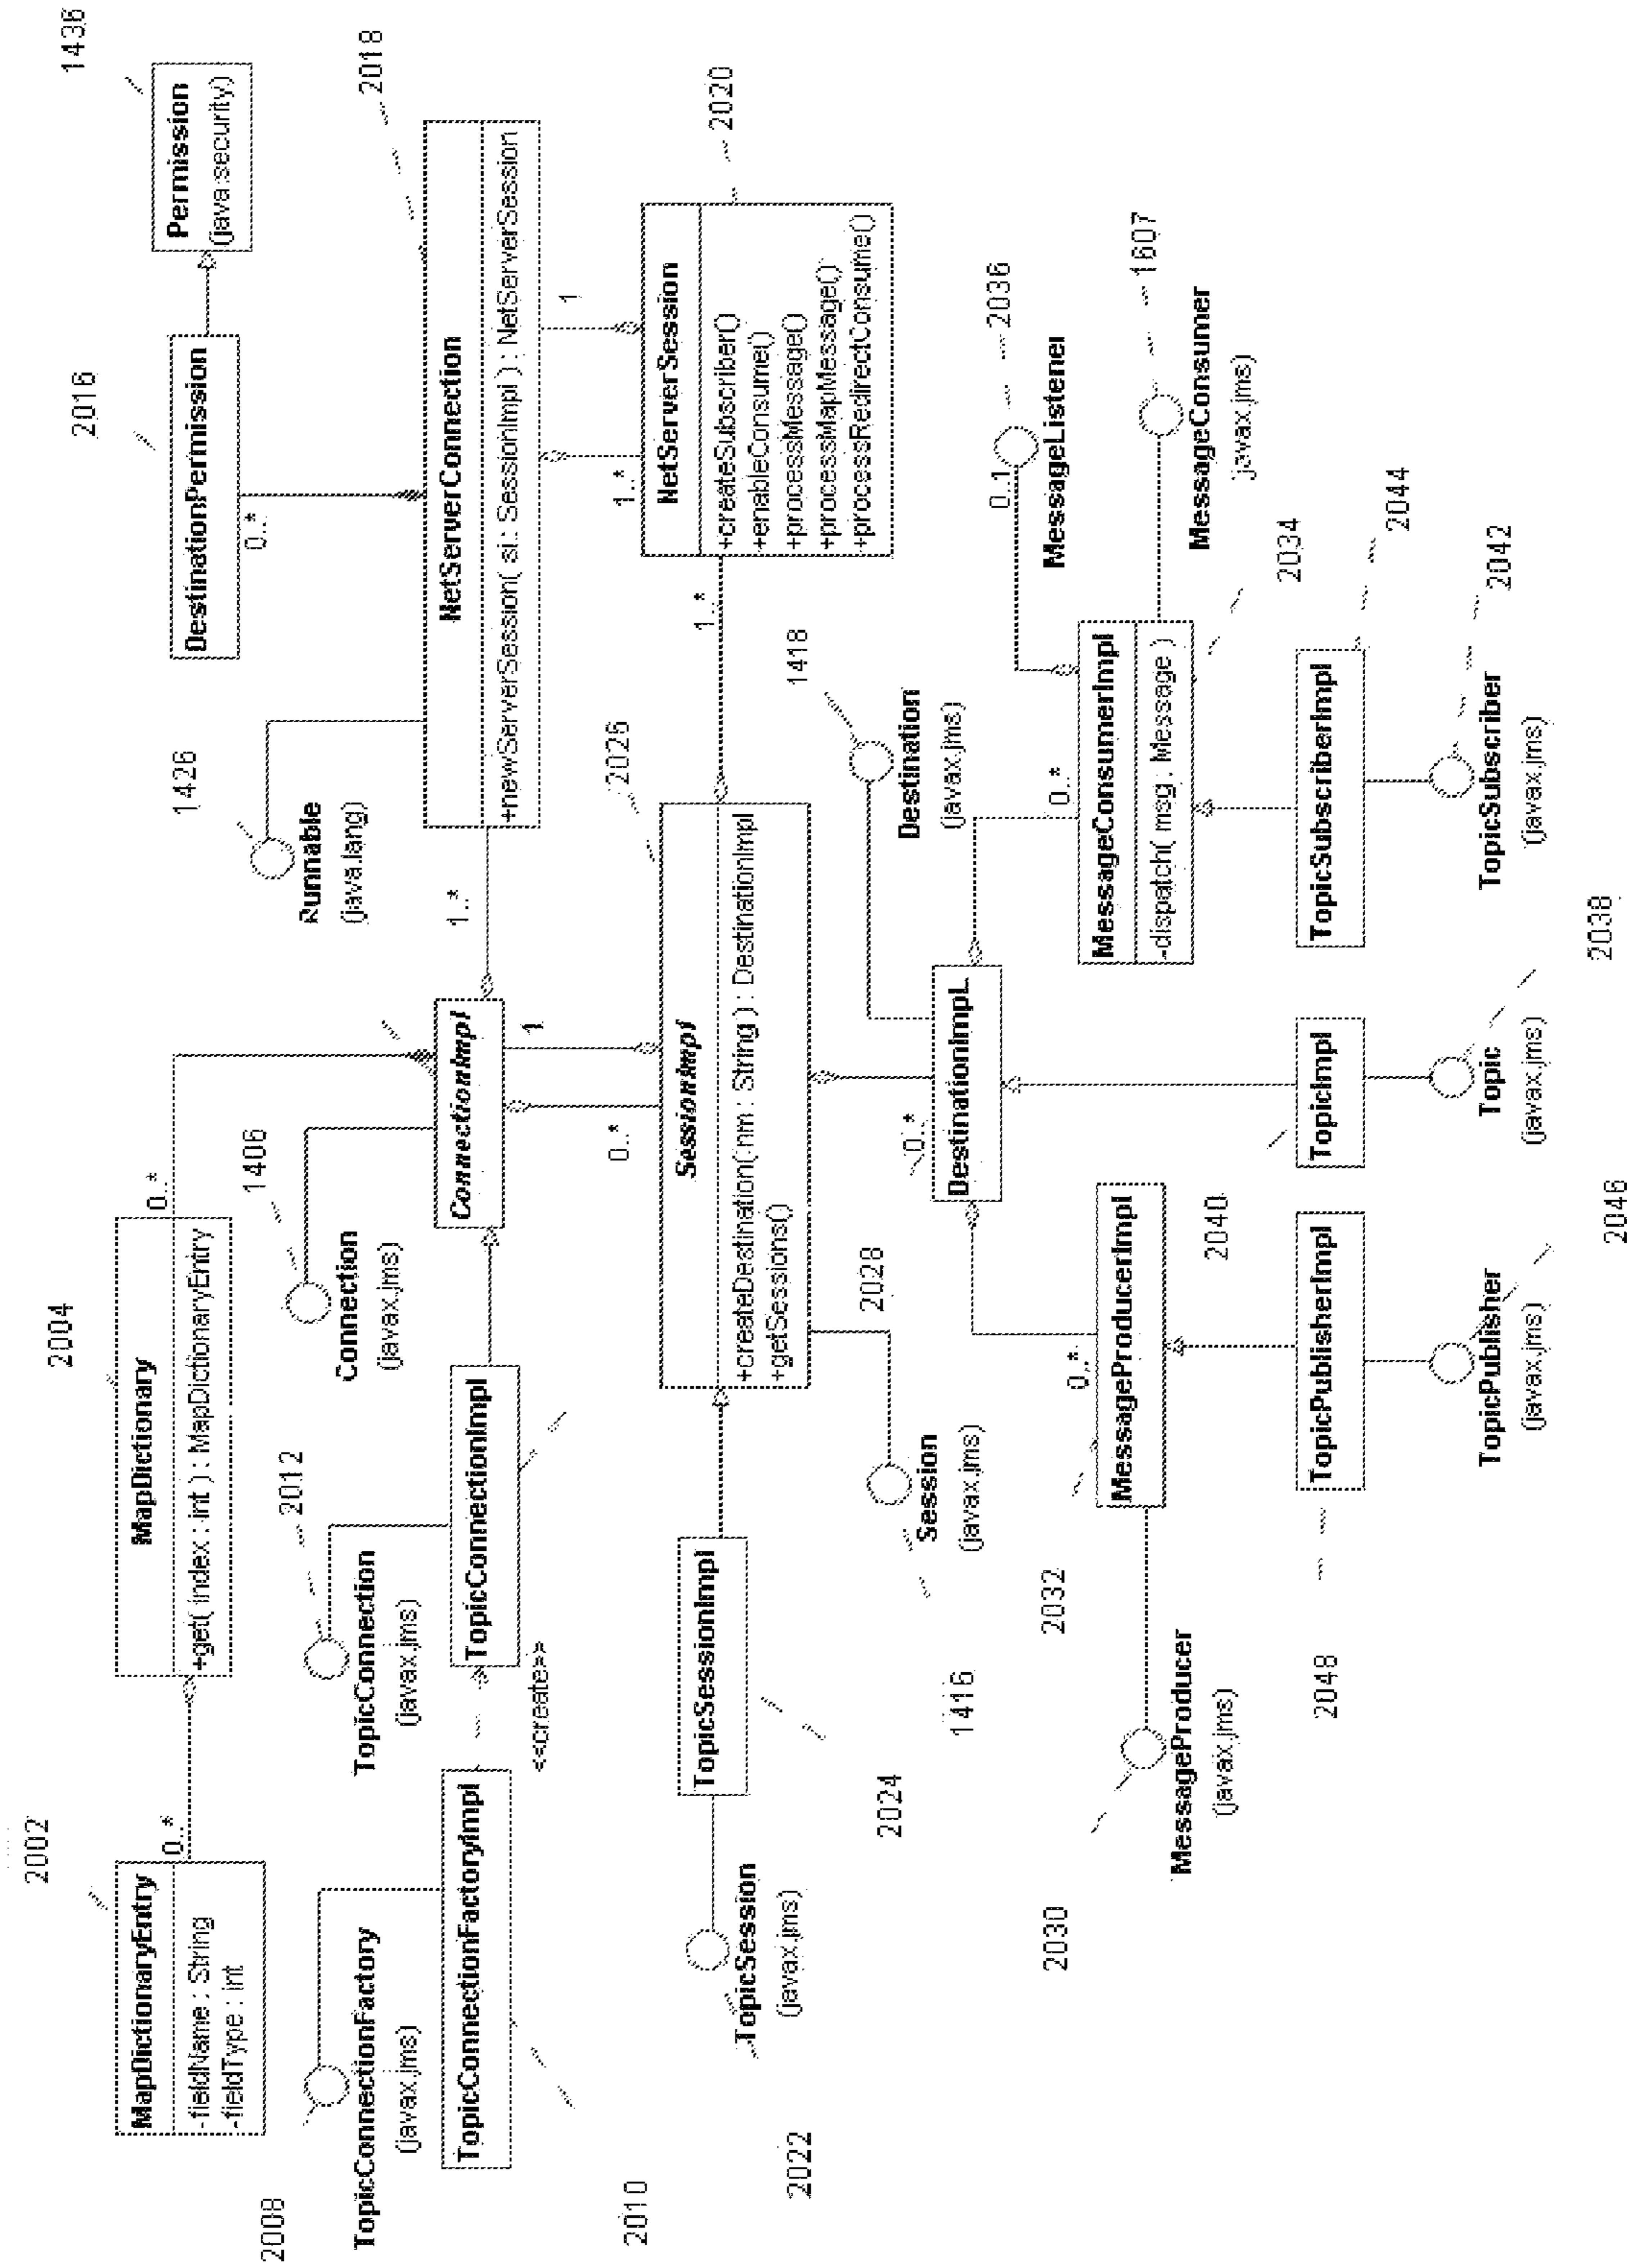 2002
MapDictionaryEntry
-fieldName : String
-fieldType : int
0..*
2004
MapDictionary
+get( index : int ) : MapDictionaryEntry
0..*
2016
DestinationPermission
0..*
1436
Permission
(java.security)
2008
TopicConnectionFactory
(javax.jms)
2010
TopicConnectionFactoryImpl
<<create>>
2012
TopicConnection
(javax.jms)
TopicConnectionImpl
1406
Connection
(javax.jms)
ConnectionImpl
1..*
1426
Runnable
(java.lang)
2018
NetServerConnection
+newServerSession( si : SessionImpl ) : NetServerSession
1
0..*
1..*
1
2022
TopicSession
(javax.jms)
2024
TopicSessionImpl
2026
SessionImpl
+createDestination( nm : String ) : DestinationImpl
+getSessions()
1..*
2020
NetServerSession
+createSubscriber()
+enableConsume()
+processMessage()
+processMapMessage()
+processRedirectConsume()
1416
Session
(javax.jms)
2028
0..*
DestinationImpL
1418
Destination
(javax.jms)
2030
MessageProducer
(javax.jms)
2032
0..*
MessageProducerImpl
2040
0..*
MessageConsumerImpl
-dispatch( msg : Message )
2034
0..1
2036
MessageListener
1607
MessageConsumer
javax.jms)
2048
TopicPublisherImpl
TopicImpl
TopicSubscriberImpl
2044
TopicPublisher
(javax.jms)
2046
Topic
(javax.jms)
2038
TopicSubscriber
(javax.jms)
2042